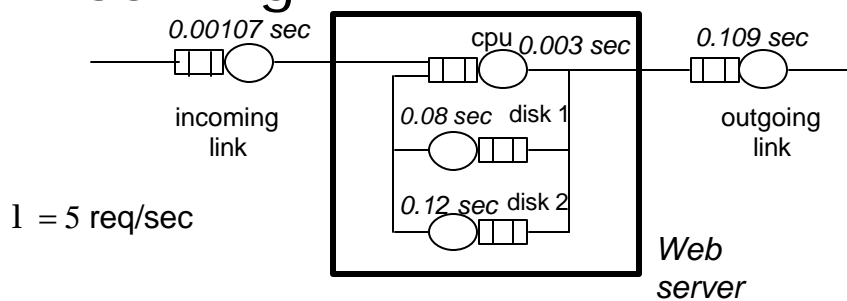 0.00107 sec
cpu
0.003 sec
0.109 sec
incoming
link
0.08 sec
disk 1
outgoing
link
0.12 sec
disk 2
l = 5 req/sec
Web
server